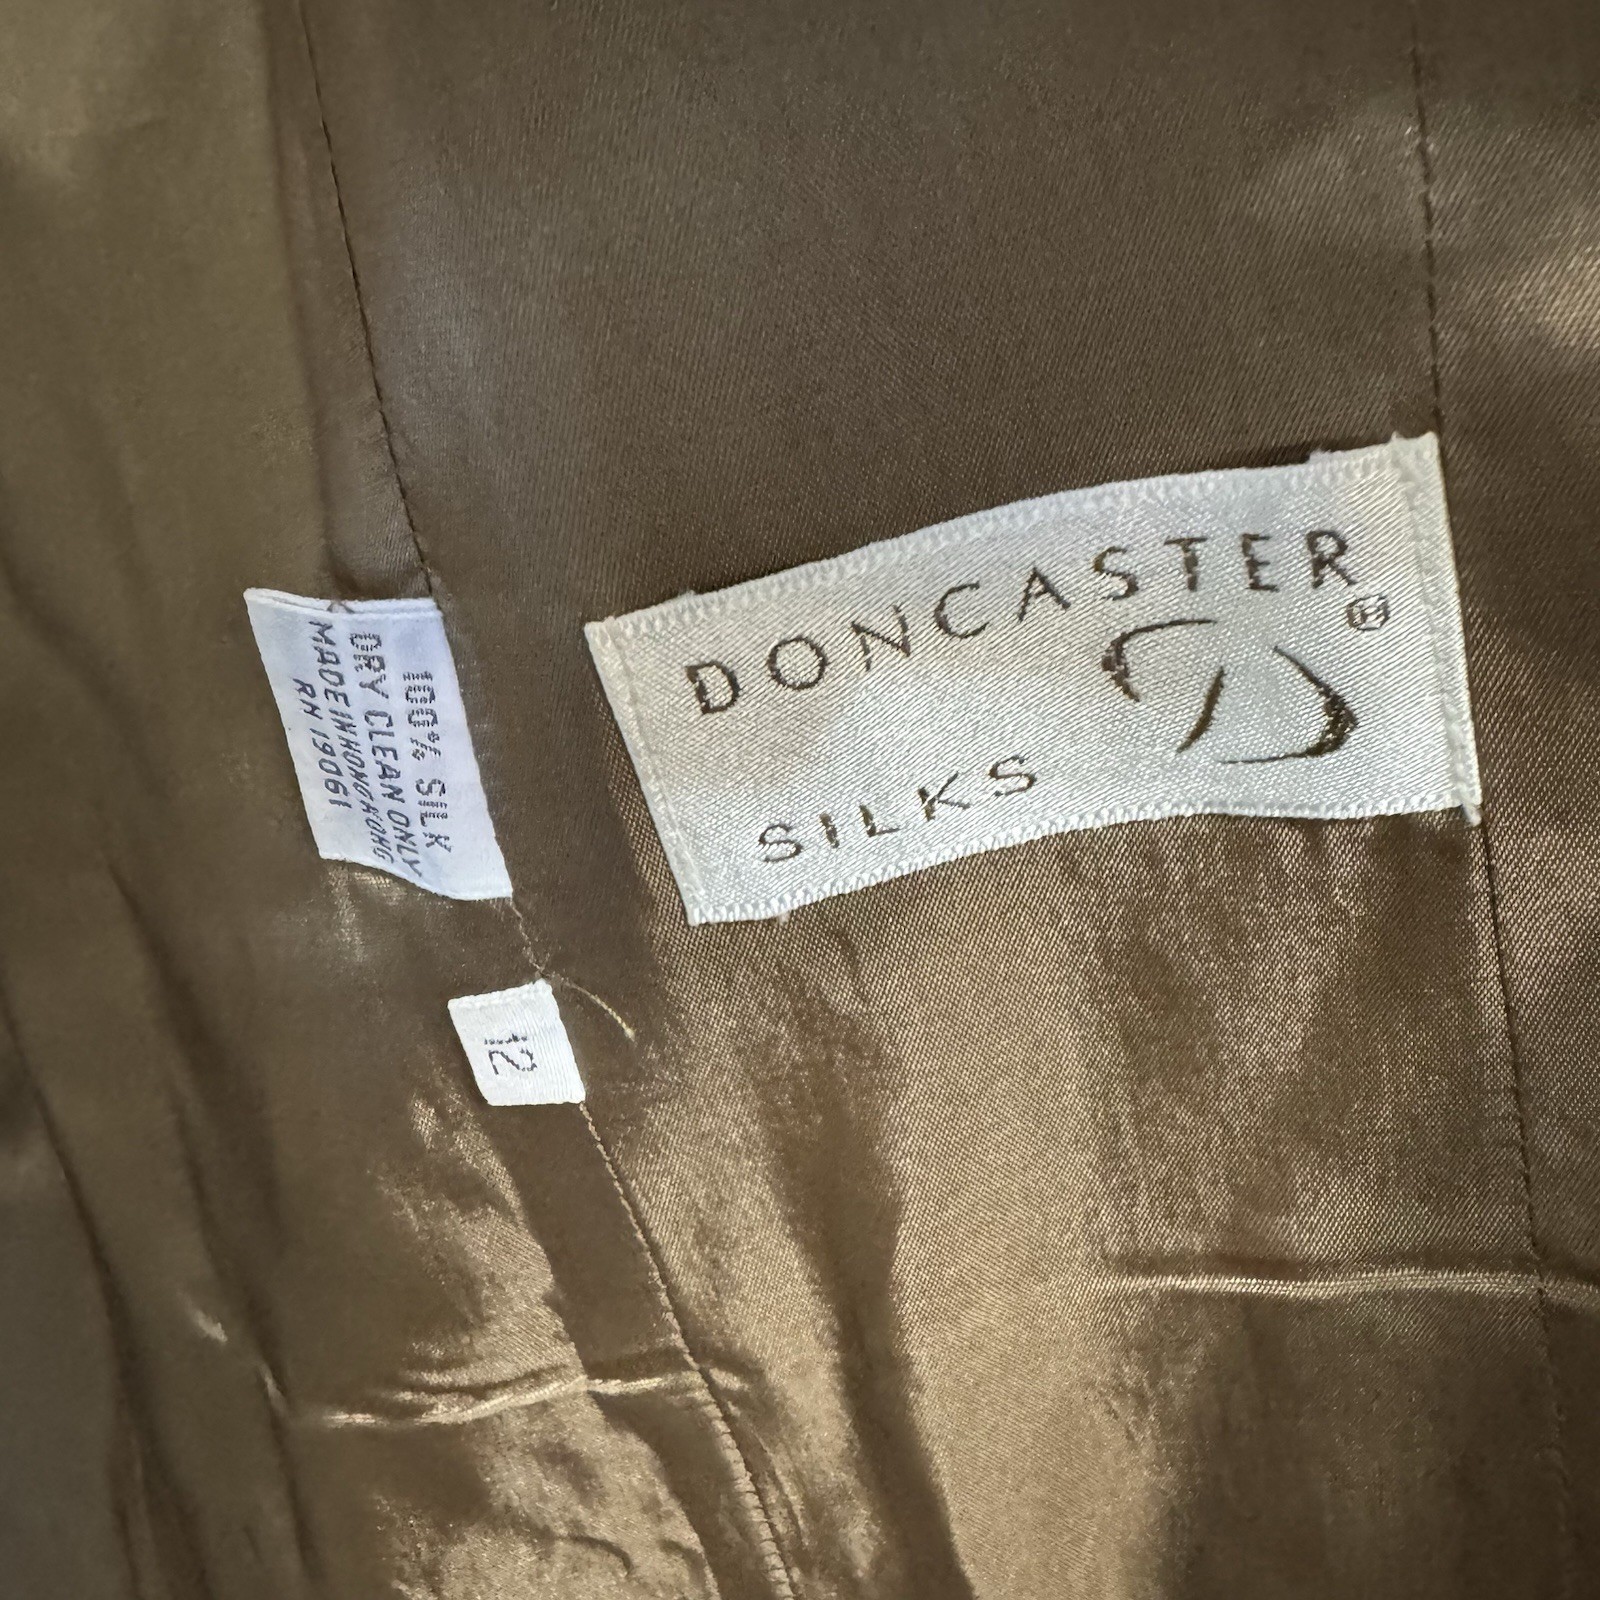 DONCASTER®
SILKS
100% SILK
DRY CLEAN ONLY
MADE IN HONG KONG
RN 19061
12